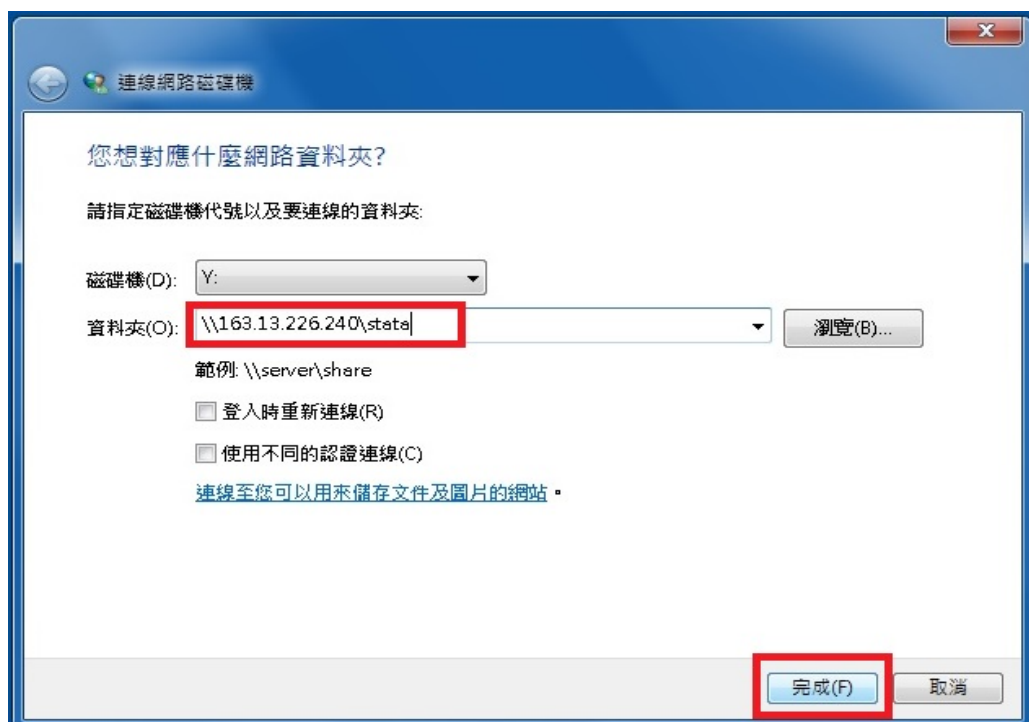 連線網路磁碟機
您想對應什麼網路資料夾?
請指定磁碟機代號以及要連線的資料夾:
磁碟機(D): Y:
資料夾(O): \\163.13.226.240\stata 瀏覽(B)...
範例: \\server\share
登入時重新連線(R)
使用不同的認證連線(C)
連線至您可以用來儲存文件及圖片的網站。
完成(F) 取消